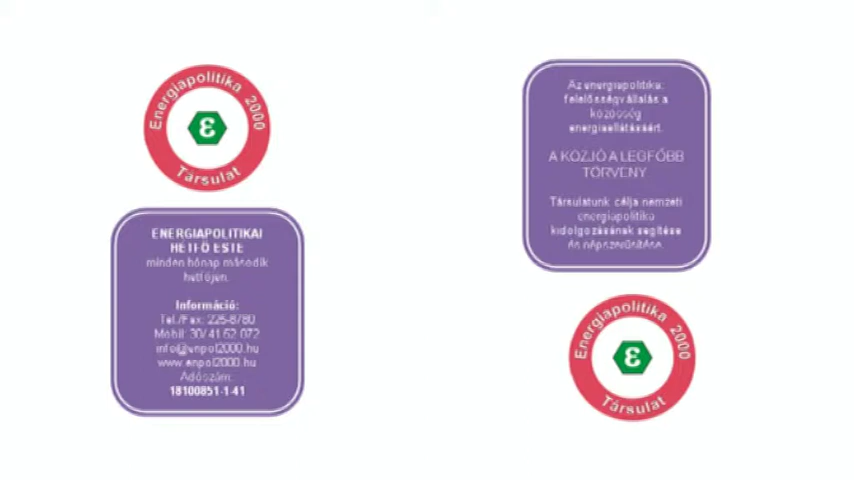 Energiapolitika 2000
Társulat
ENERGIAPOLITIKAI
HÉTFŐ ESTE
minden hónap második
hétfőjén.
Információ:
Tel./Fax: 225-8780
Mobil: 30/ 41 52 072
info@enpol2000.hu
www.enpol2000.hu
Adószám:
18100851-1-41
Az energiapolitika:
felelősségvállalás a
közösség
energiaellátásáért.
A KÖZJÓ A LEGFŐBB
TÖRVÉNY
Társulatunk célja nemzeti
energiapolitika
kidolgozásának segítése
és népszerűsítése.
Energiapolitika 2000
Társulat